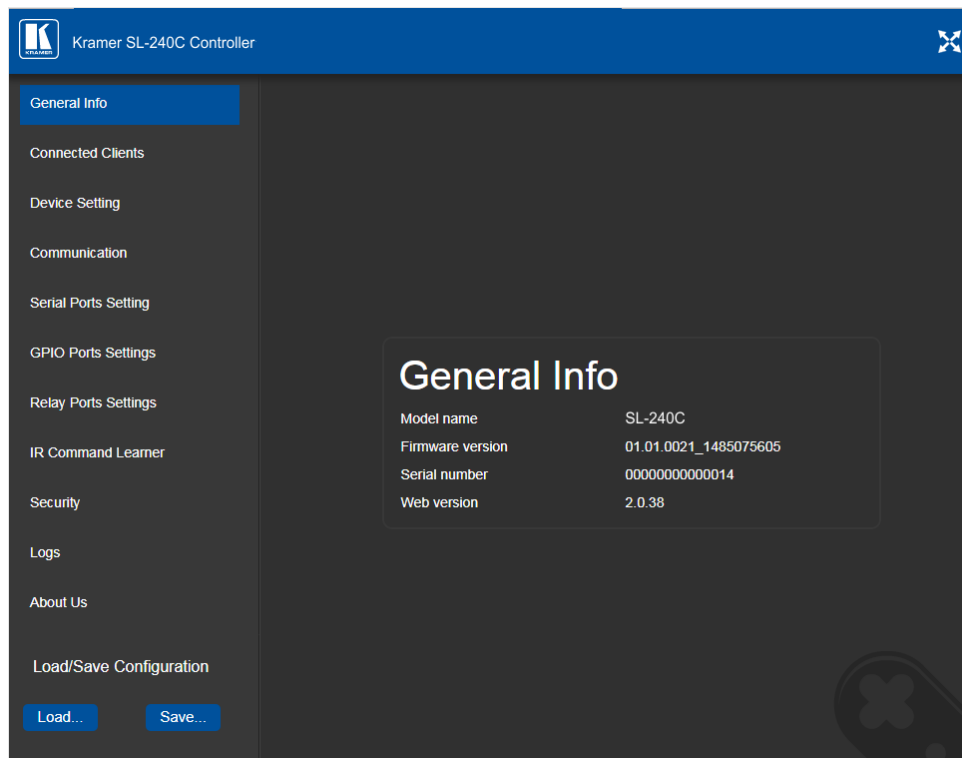 KRAMER
Kramer SL-240C Controller
General Info
Connected Clients
Device Setting
Communication
Serial Ports Setting
GPIO Ports Settings
Relay Ports Settings
IR Command Learner
Security
Logs
About Us
Load/Save Configuration
Load... Save...
General Info
Model name SL-240C
Firmware version 01.01.0021_1485075605
Serial number 00000000000014
Web version 2.0.38